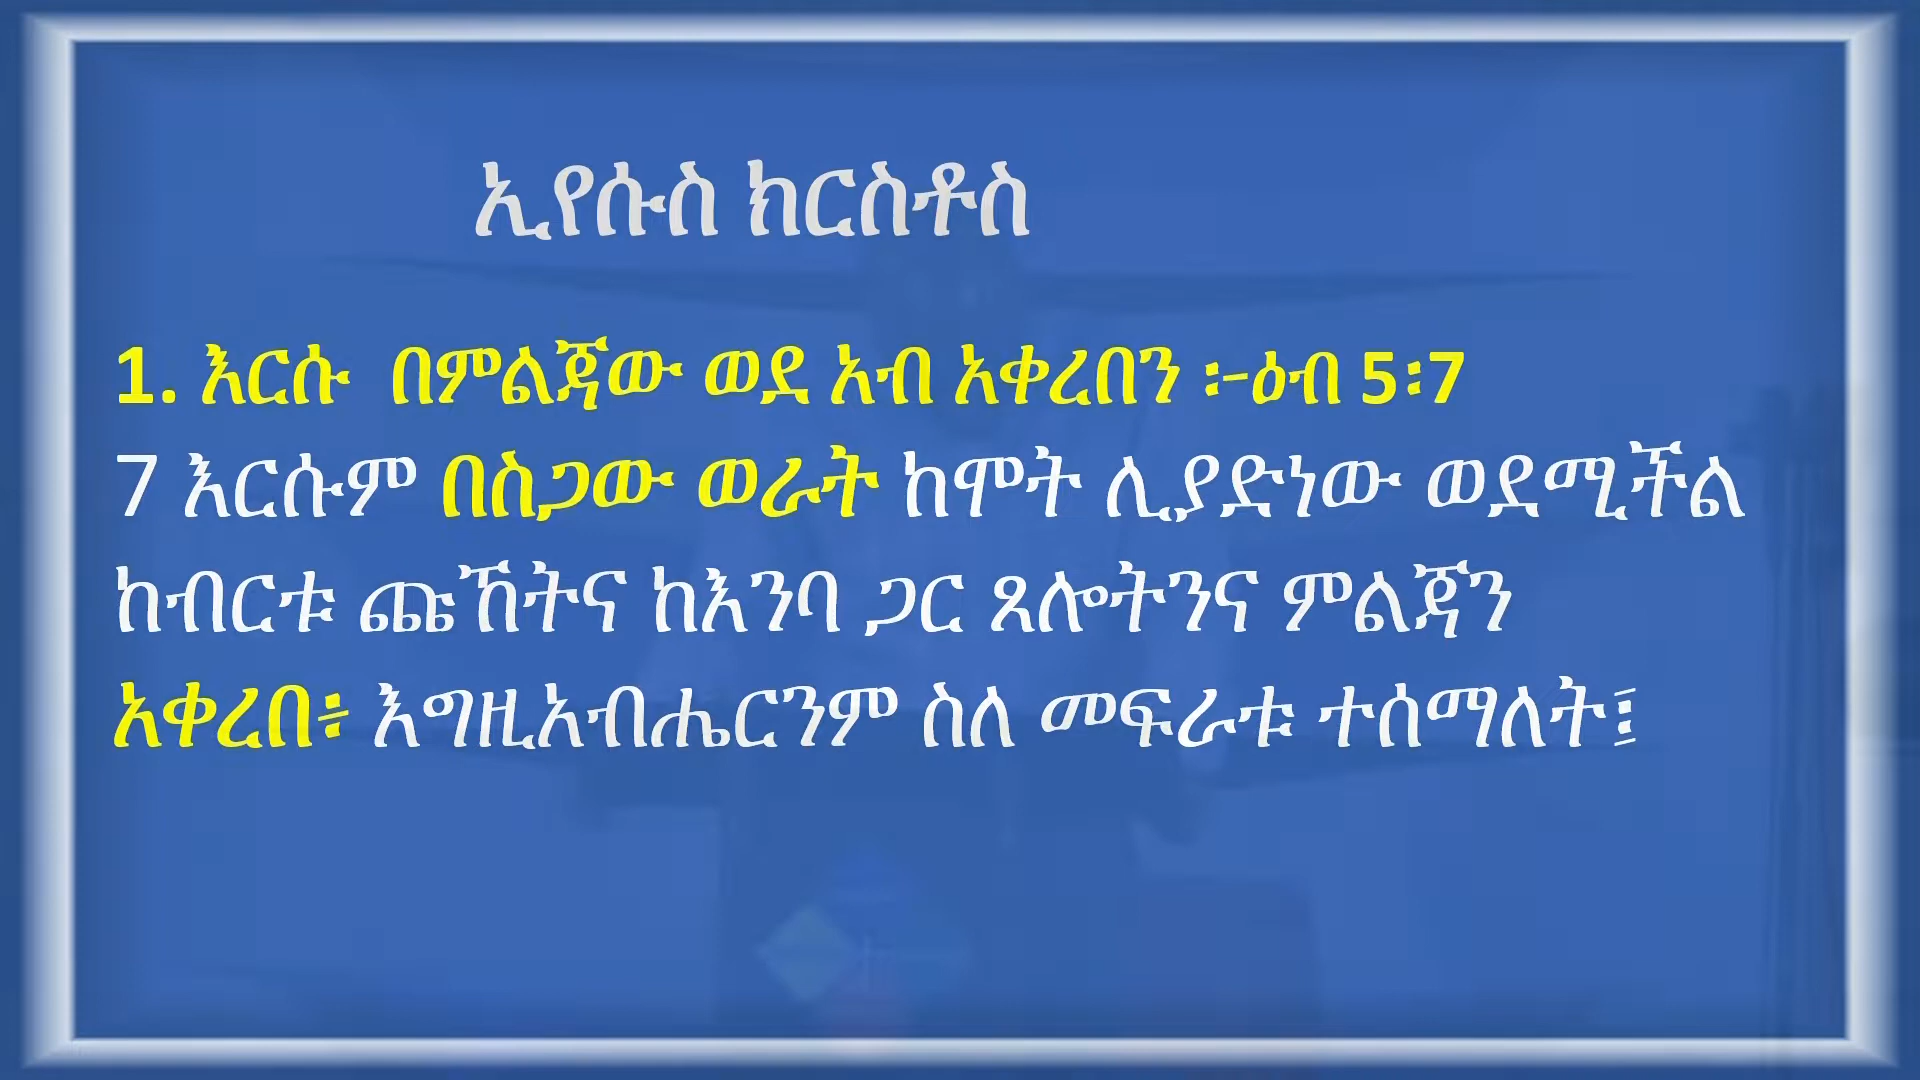 ኢየሱስ ክርስቶስ
1. እርሱ በምልጃው ወደ አብ አቀረበን ፡-ዕብ 5፡7
7 እርሱም በስጋው ወራት ከሞት ሊያድነው ወደሚችል
ከብርቱ ጩኸትና ከእንባ ጋር ጸሎትንና ምልጃን
አቀረበ፥ እግዚአብሔርንም ስለ መፍራቱ ተሰማለት፤